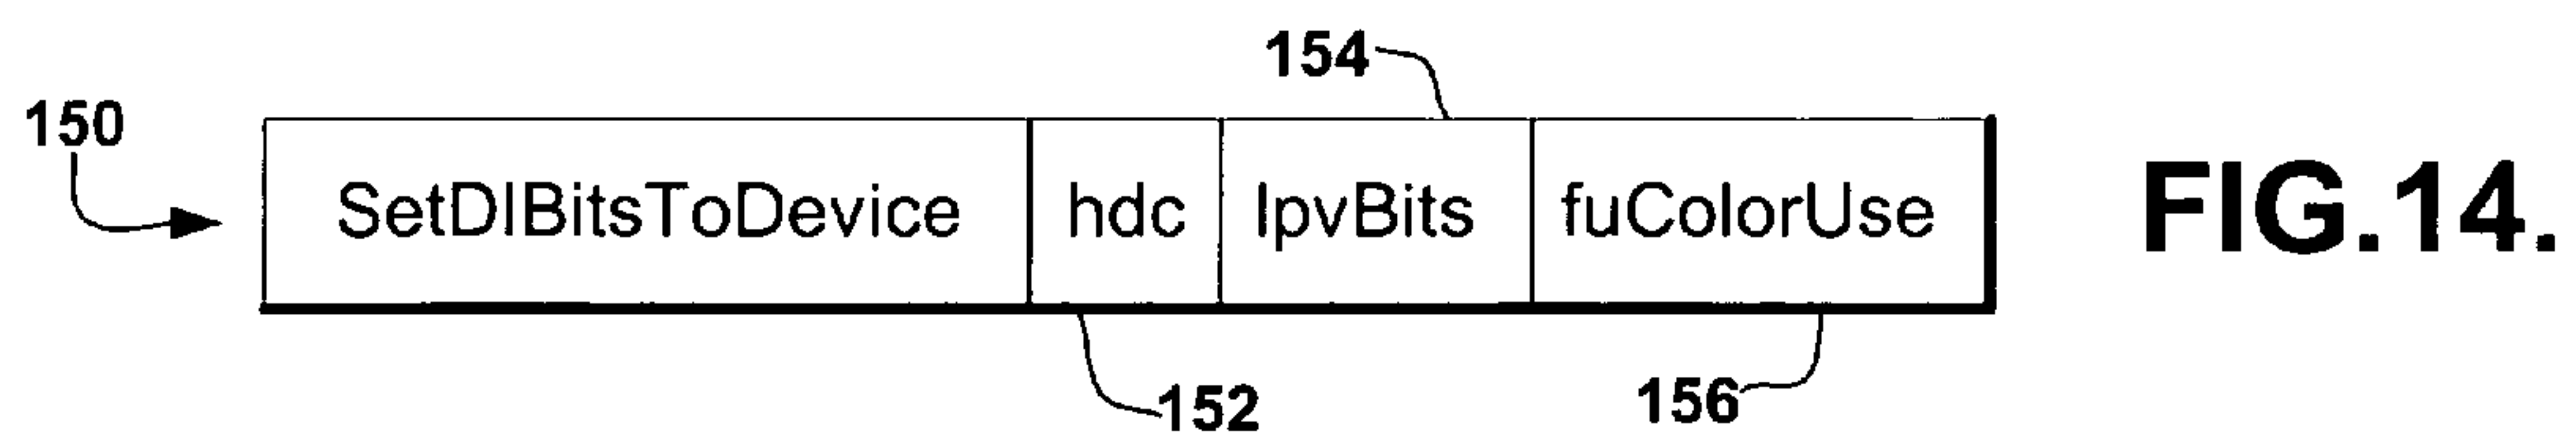 154
150
SetDIBitsToDevice hdc lpvBits fuColorUse
FIG.14.
152
156